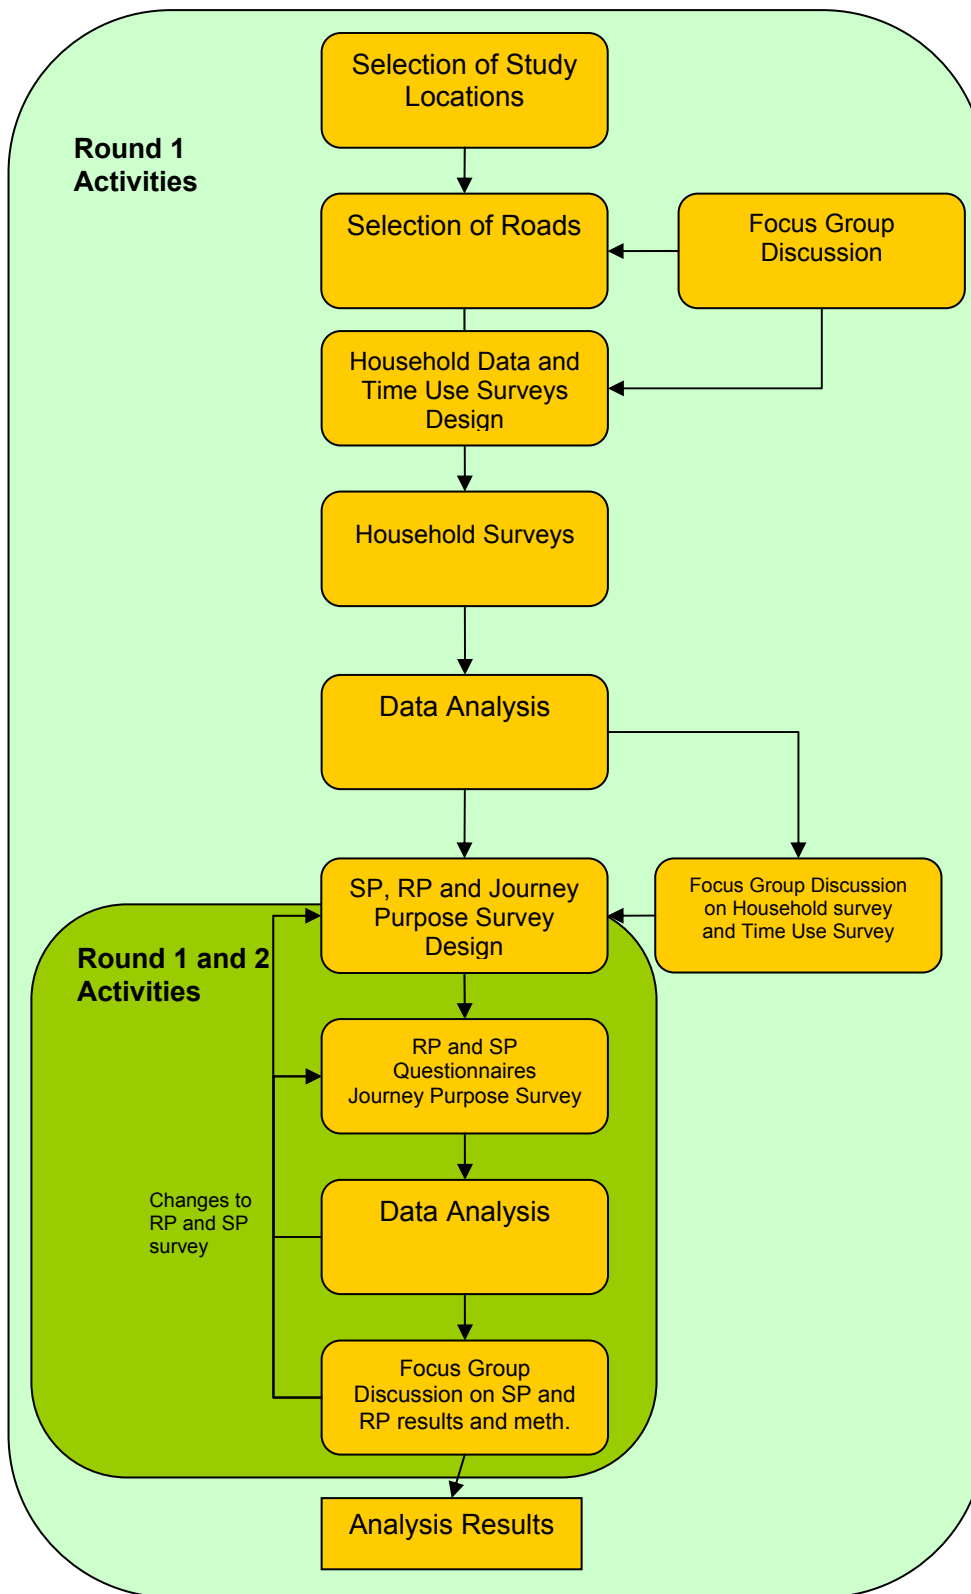 Selection of Study
Locations
Round 1
Activities
Selection of Roads
Focus Group
Discussion
Household Data and
Time Use Surveys
Design
Household Surveys
Data Analysis
SP, RP and Journey
Purpose Survey
Design
Focus Group Discussion
on Household survey
and Time Use Survey
Round 1 and 2
Activities
RP and SP
Questionnaires
Journey Purpose Survey
Changes to
RP and SP
survey
Data Analysis
Focus Group
Discussion on SP and
RP results and meth.
Analysis Results